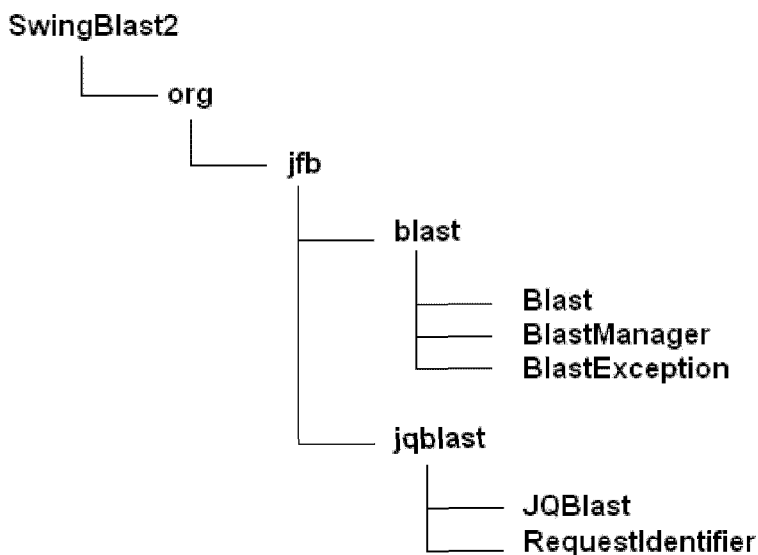 SwingBlast2
org
jfb
blast
Blast
BlastManager
BlastException
jqblast
JQBlast
RequestIdentifier